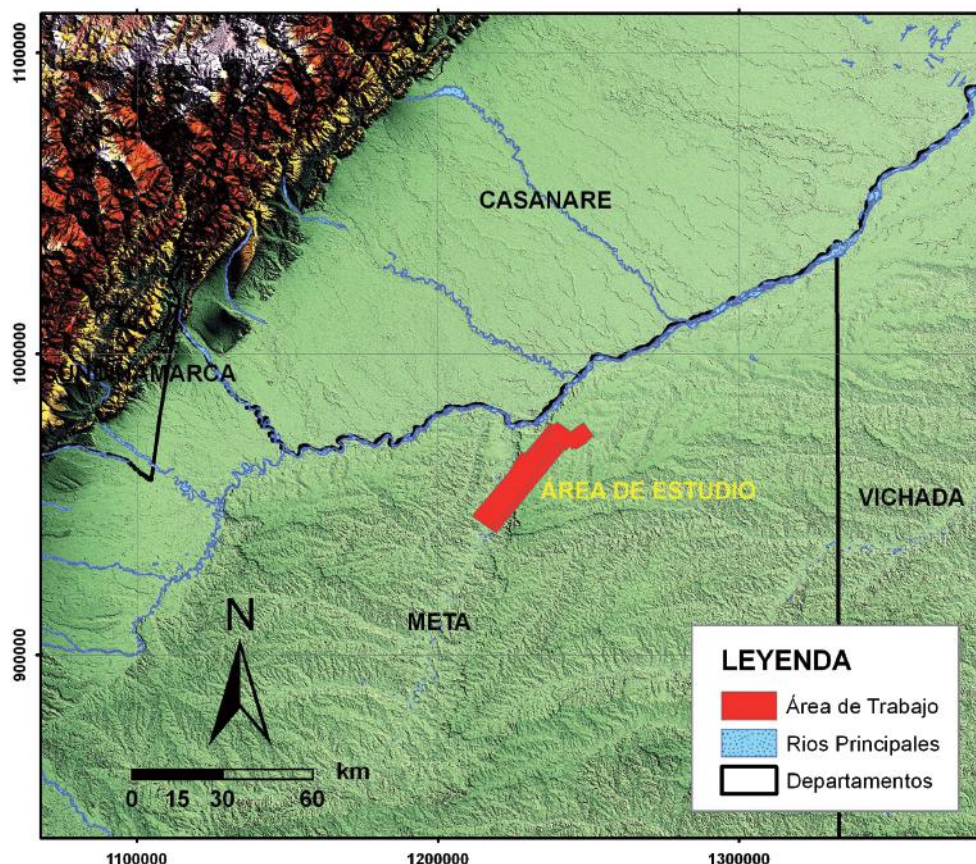 1100000
CASANARE
1000000
ÁREA DE ESTUDIO
VICHADA
META
N
900000
km
0 15 30 60
LEYENDA
Área de Trabajo
Rios Principales
Departamentos
1100000 1200000 1300000